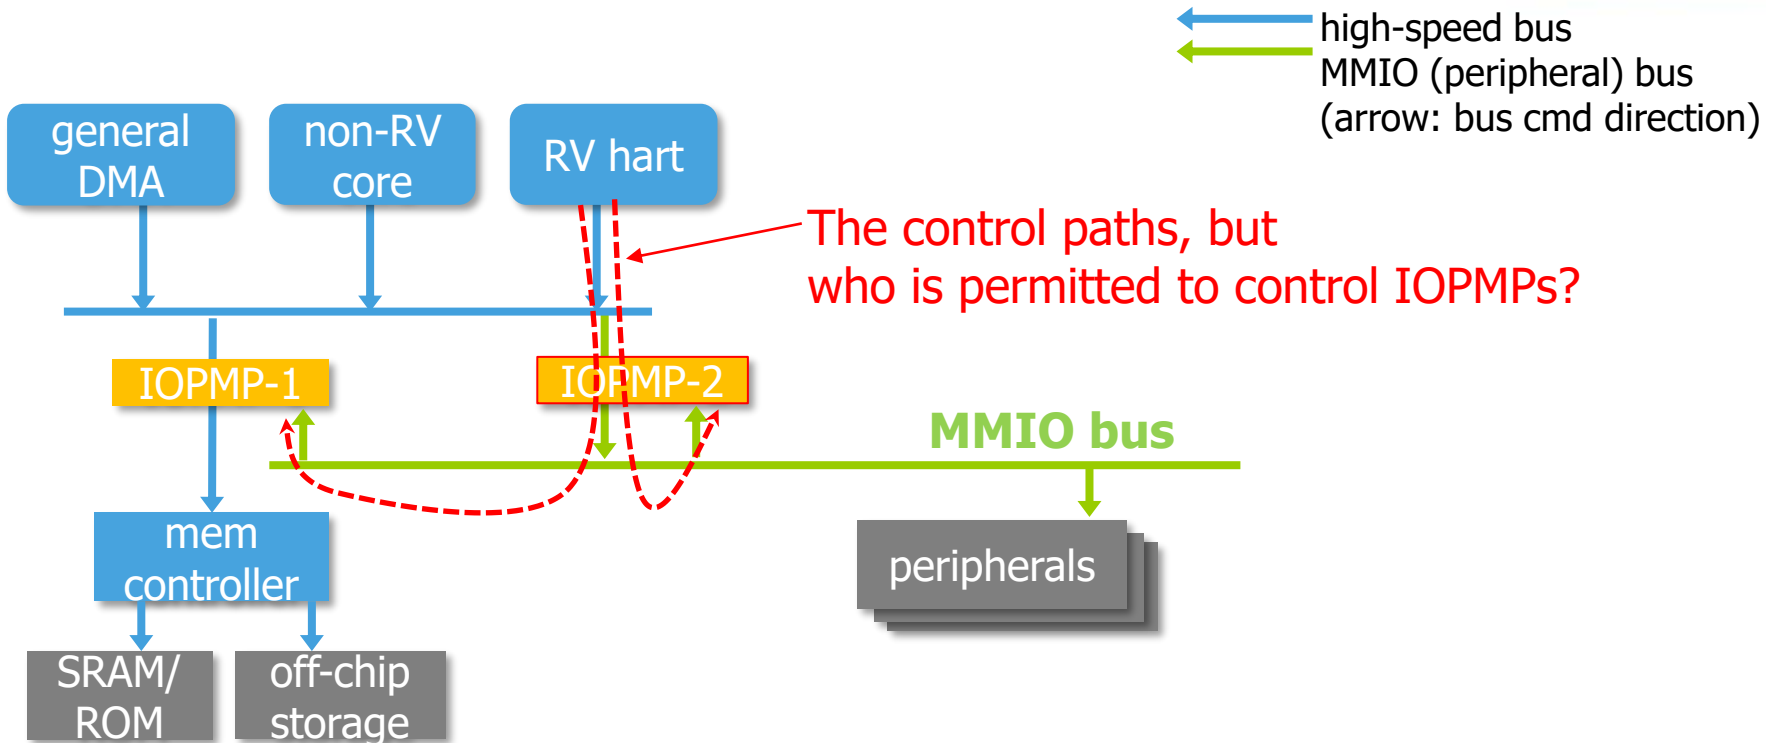 high-speed bus
MMIO (peripheral) bus
(arrow: bus cmd direction)
general
DMA
non-RV
core
RV hart
The control paths, but
who is permitted to control IOPMPs?
IOPMP-1
IOPMP-2
MMIO bus
mem
controller
peripherals
SRAM/
ROM
off-chip
storage